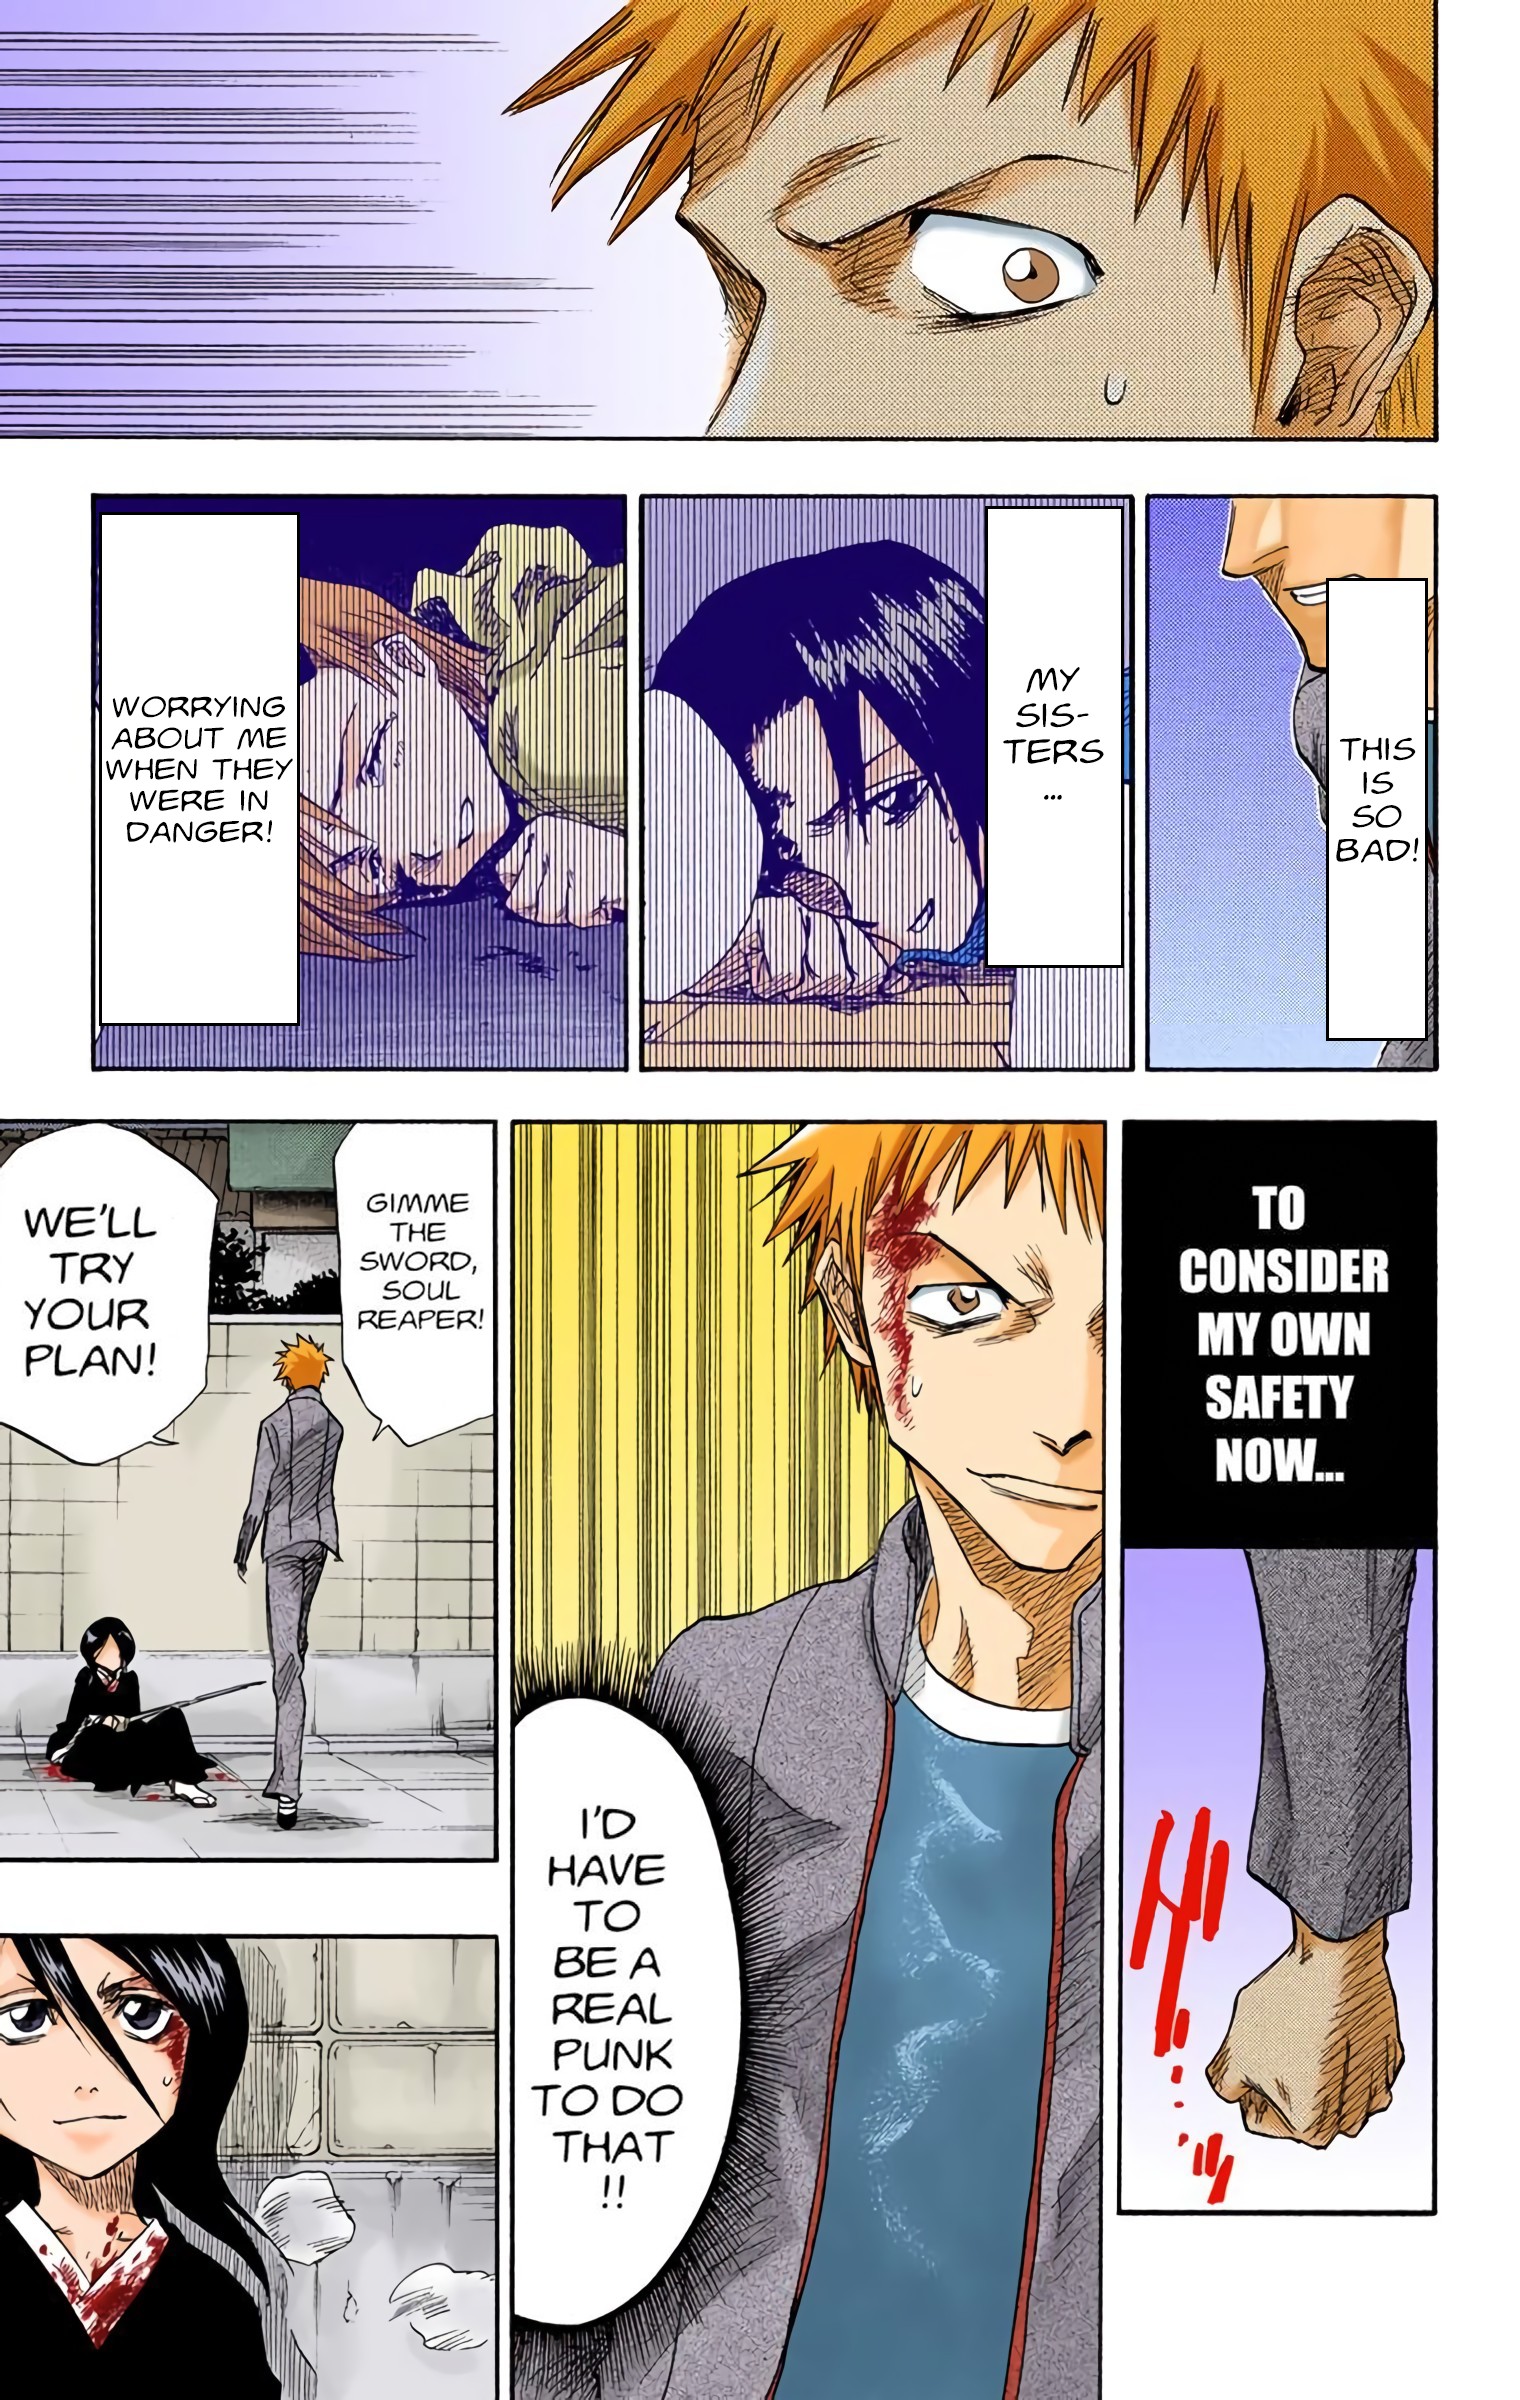 THIS
IS
SO
BAD!
MY
SIS-
TERS
...
WORRYING
ABOUT ME
WHEN THEY
WERE IN
DANGER!
TO
CONSIDER
MY OWN
SAFETY
NOW...
I'D
HAVE
TO
BE A
REAL
PUNK
TO DO
THAT
!!
GIMME
THE
SWORD,
SOUL
REAPER!
WE'LL
TRY
YOUR
PLAN!